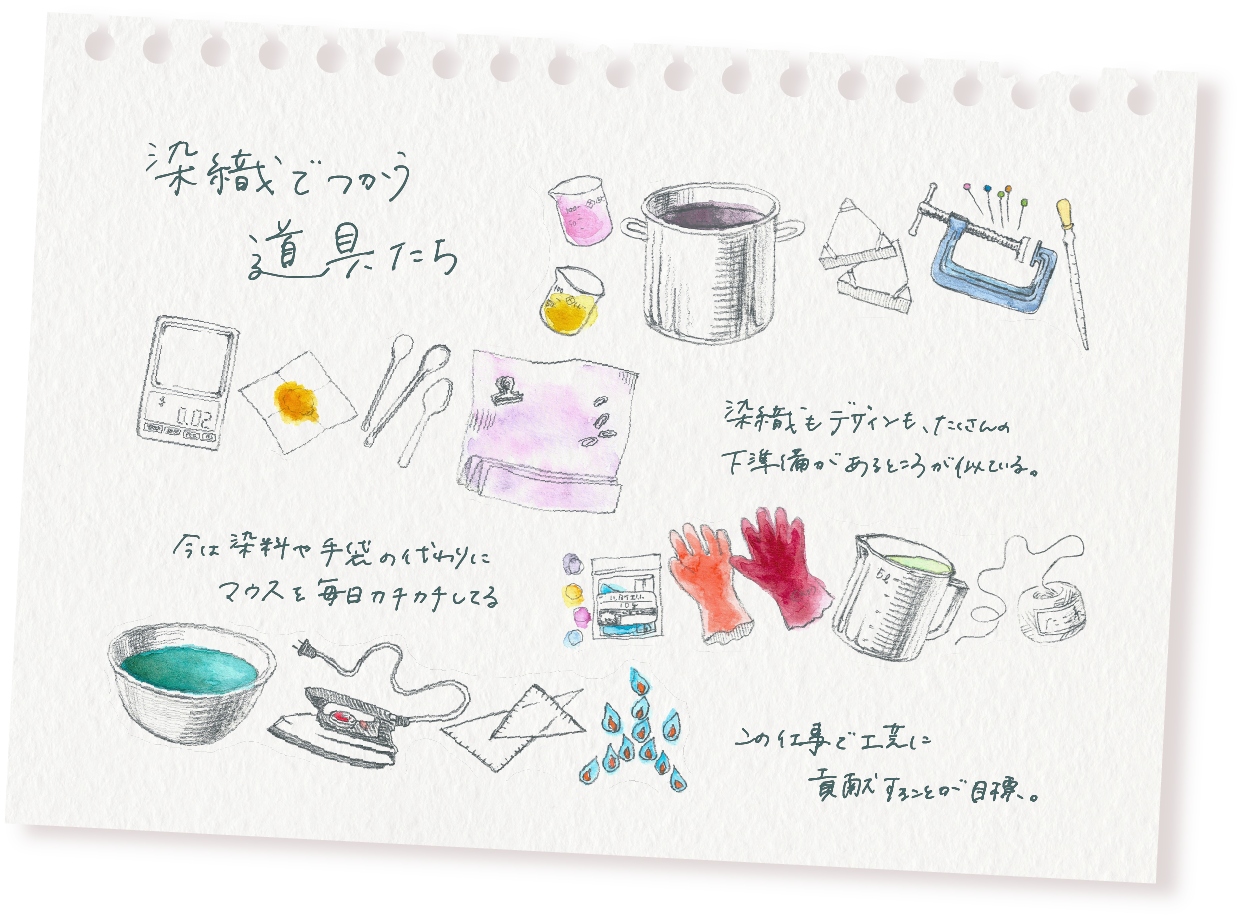 染織でつかう
道具たち
0.02
染織もデザインも、たくさんの
下準備があるところが似ている。
今は染料や手袋の代わりに
マウスを毎日カチカチしてる
10g
5ℓ
この仕事で工芸に
貢献することが目標。